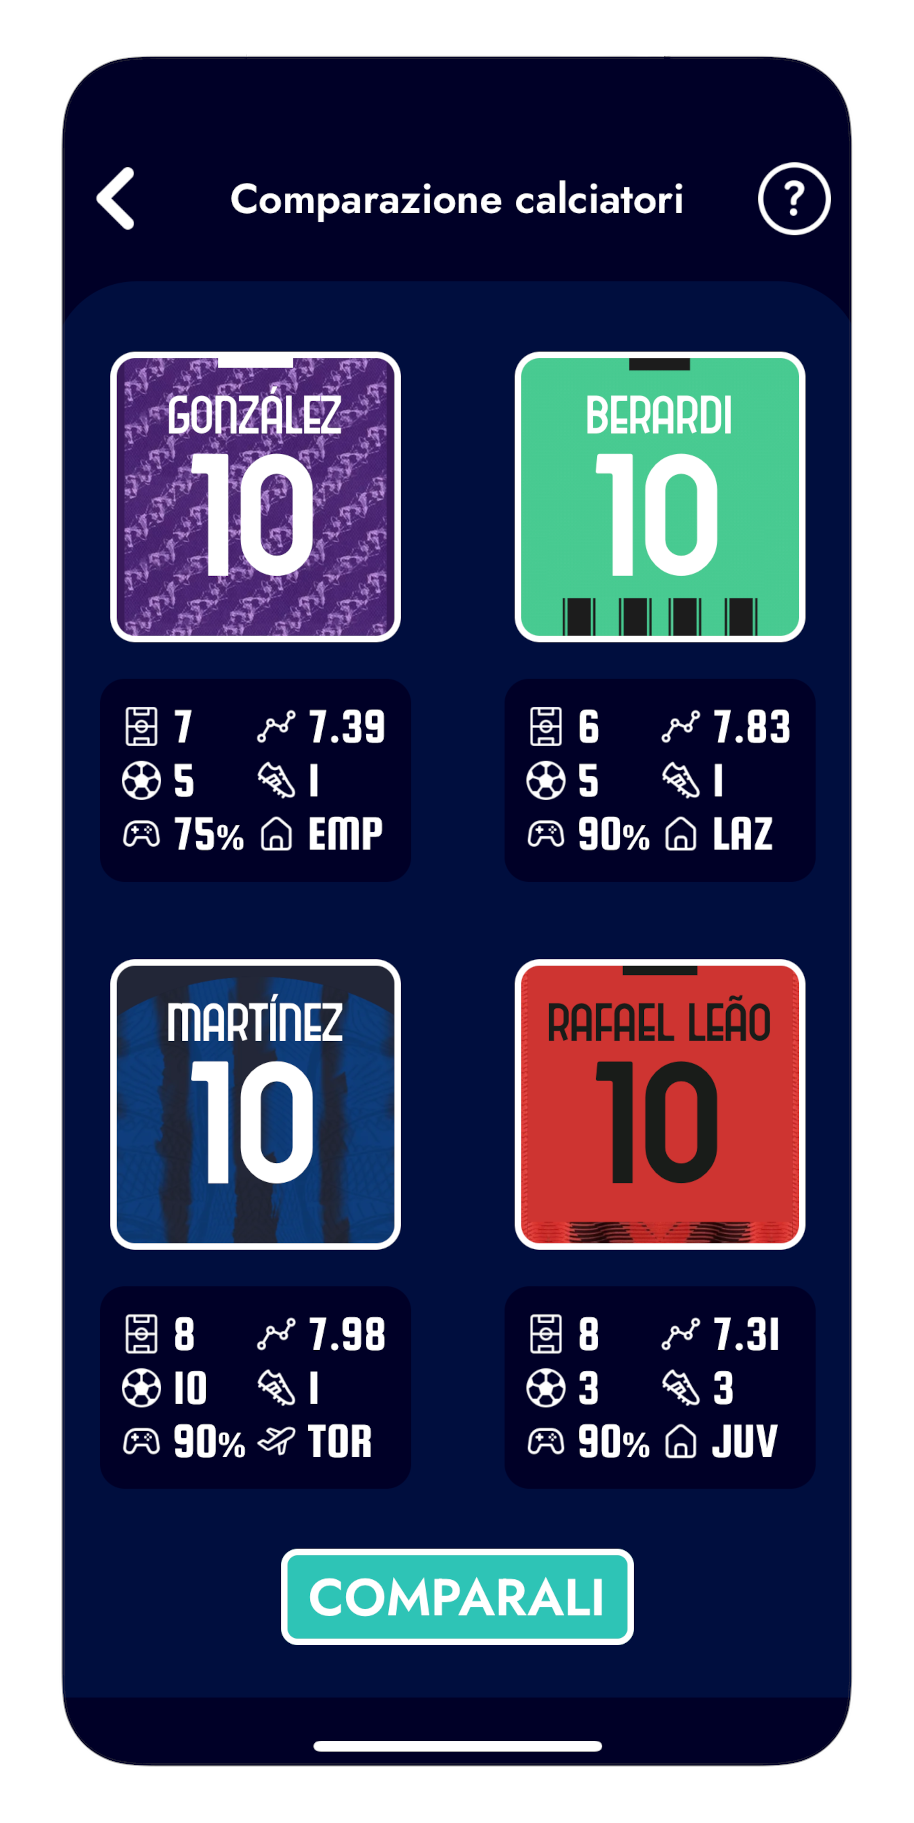 Comparazione calciatori
?
GONZÁLEZ
10
BERARDI
10
7 7.39
5 1
75% EMP
6 7.83
5 1
90% LAZ
MARTÍNEZ
10
RAFAEL LEÃO
10
8 7.98
10 1
90% TOR
8 7.31
3 3
90% JUV
COMPARALI